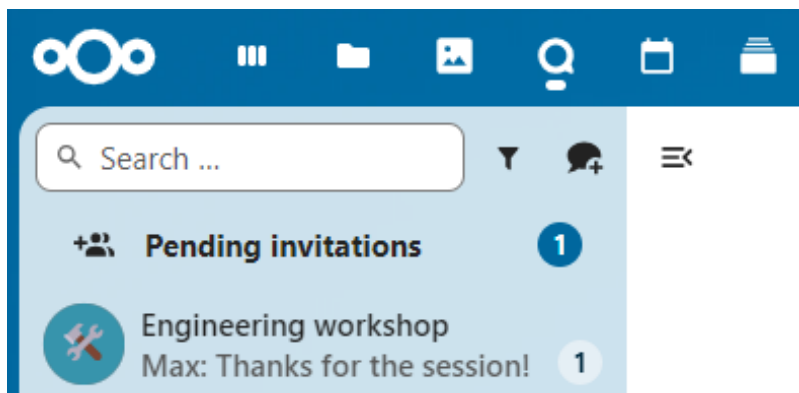 Search ...
Pending invitations
1
Engineering workshop
Max: Thanks for the session!
1